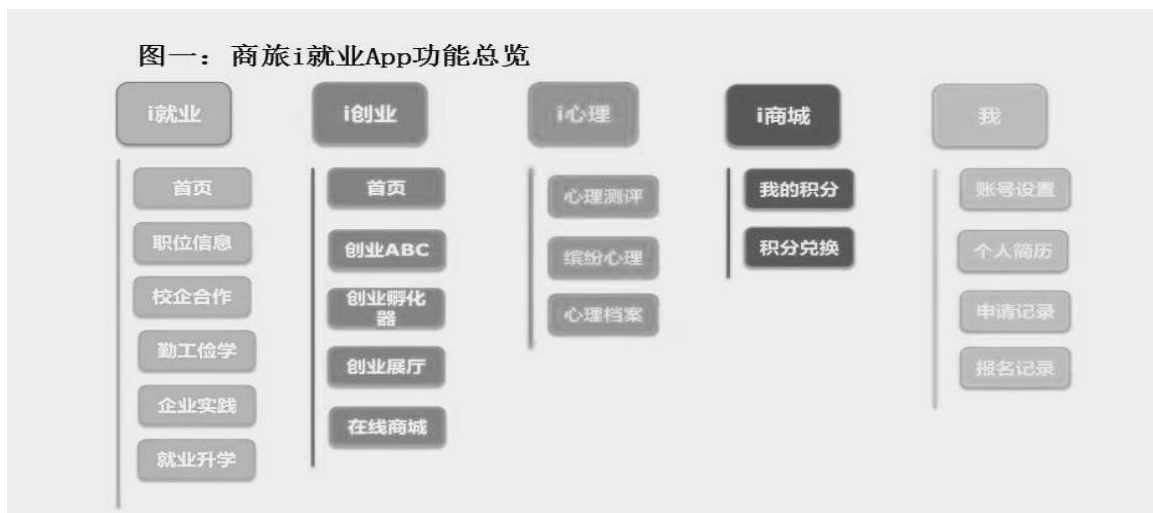 图一：商旅i就业App功能总览
i就业
首页
职位信息
校企合作
勤工俭学
企业实践
就业升学
i创业
首页
创业ABC
创业孵化
器
创业展厅
在线商城
i心理
心理测评
缤纷心理
心理档案
i商城
我的积分
积分兑换
我
账号设置
个人简历
申请记录
报名记录